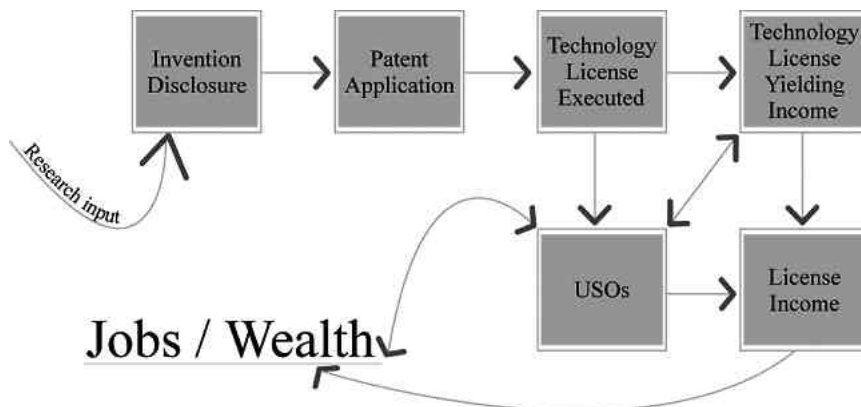 Invention
Disclosure
Patent
Application
Technology
License
Executed
Technology
License
Yielding
Income
Research input
USOs
License
Income
Jobs / Wealth